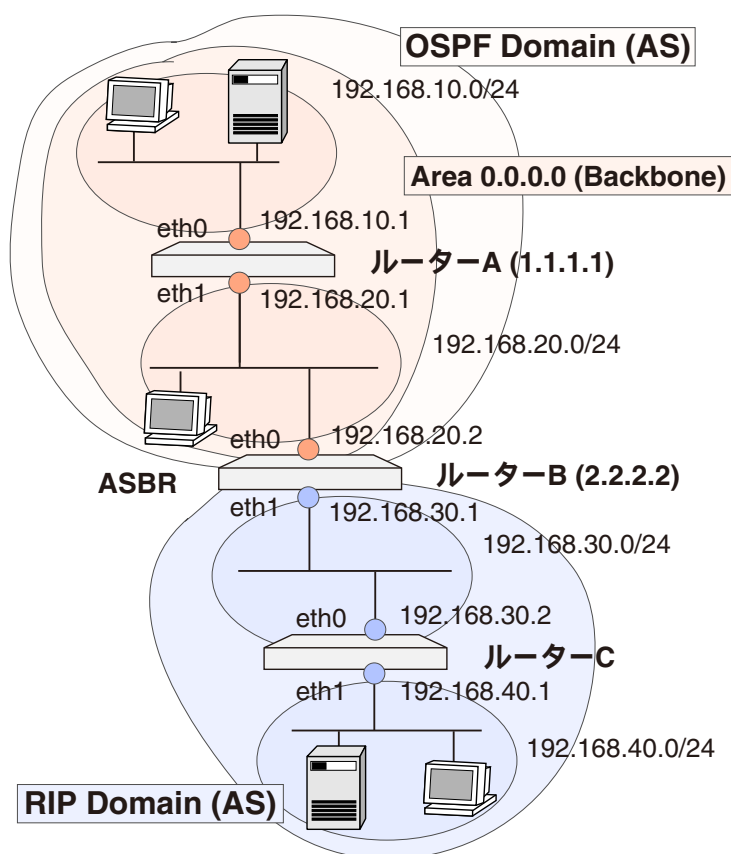 OSPF Domain (AS)
192.168.10.0/24
Area 0.0.0.0 (Backbone)
eth0
192.168.10.1
ルーターA (1.1.1.1)
eth1
192.168.20.1
192.168.20.0/24
eth0
192.168.20.2
ASBR
ルーターB (2.2.2.2)
eth1
192.168.30.1
192.168.30.0/24
eth0
192.168.30.2
ルーターC
eth1
192.168.40.1
192.168.40.0/24
RIP Domain (AS)